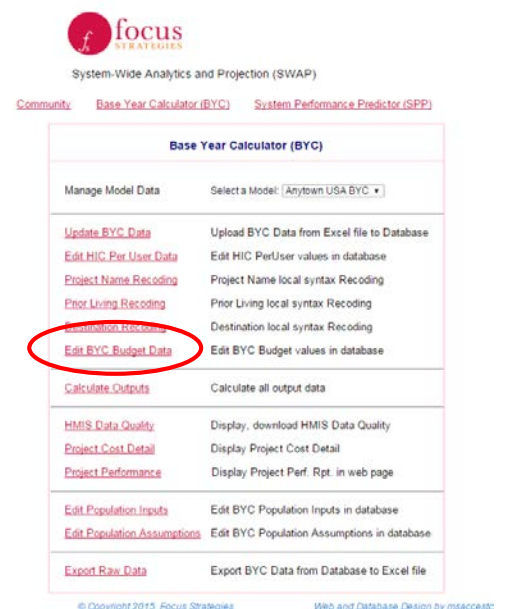 focus
STRATEGIES
System-Wide Analytics and Projection (SWAP)
Community Base Year Calculator (BYC) System Performance Predictor (SPP)
Base Year Calculator (BYC)
Manage Model Data Select a Model: Anytown USA BYC
Update BYC Data Upload BYC Data from Excel file to Database
Edit HIC Per User Data Edit HIC PerUser values in database
Project Name Recoding Project Name local syntax Recoding
Prior Living Recoding Prior Living local syntax Recoding
Destination Recoding Destination local syntax Recoding
Edit BYC Budget Data Edit BYC Budget values in database
Calculate Outputs Calculate all output data
HMIS Data Quality Display, download HMIS Data Quality
Project Cost Detail Display Project Cost Detail
Project Performance Display Project Perf. Rpt. in web page
Edit Population Inputs Edit BYC Population Inputs in database
Edit Population Assumptions Edit BYC Population Assumptions in database
Export Raw Data Export BYC Data from Database to Excel file
© Copyright 2015, Focus Strategies Web and Database Design by msaccestc